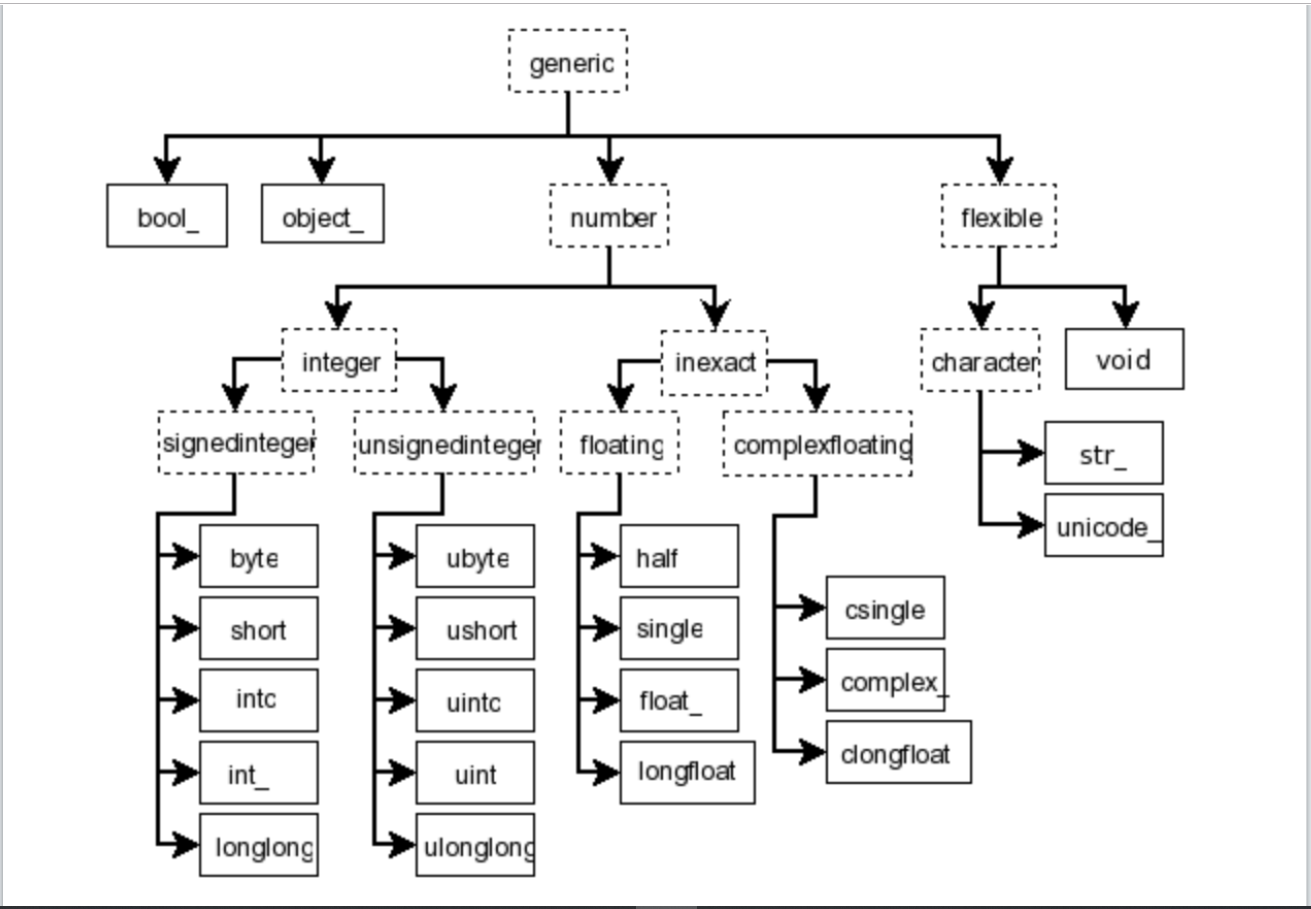 generic
bool_
object_
number
flexible
integer
inexact
character
void
signedinteger
unsignedinteger
floating
complexfloating
str_
unicode_
byte
short
intc
int_
longlong
ubyte
ushort
uintc
uint
ulonglong
half
single
float_
longfloat
csingle
complex_
clongfloat